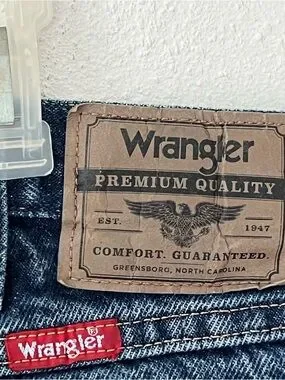 Wrangler
PREMIUM QUALITY
EST. 1947
COMFORT. GUARANTEED.
GREENSBORO, NORTH CAROLINA
Wrangler®